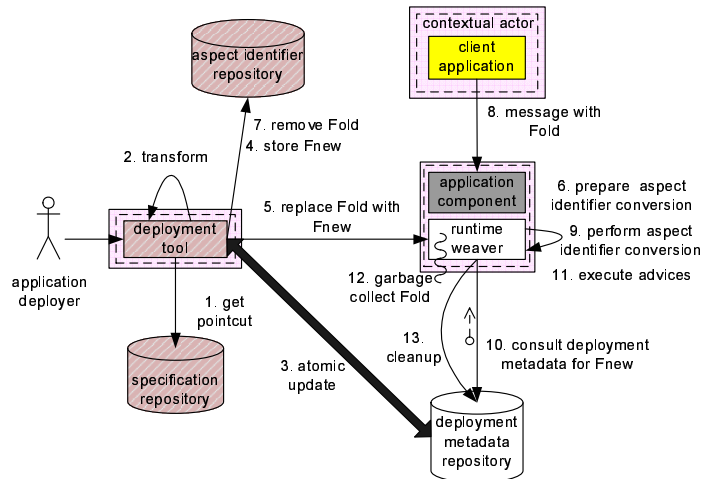 contextual actor
client
application
aspect identifier
repository
8. message with
Fold
7. remove Fold
4. store Fnew
2. transform
application
component
6. prepare aspect
identifier conversion
5. replace Fold with
Fnew
deployment
tool
runtime
weaver
9. perform aspect
identifier conversion
application
deployer
12. garbage
collect Fold
11. execute advices
1. get
pointcut
13.
cleanup
10. consult deployment
metadata for Fnew
3. atomic
update
specification
repository
deployment
metadata
repository